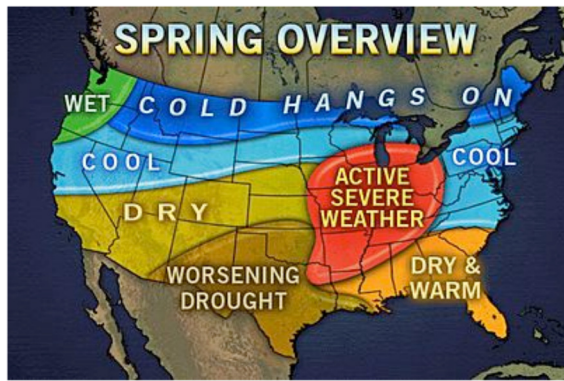 SPRING OVERVIEW
WET
COLD HANGS ON
COOL
COOL
ACTIVE
SEVERE
WEATHER
DRY
WORSENING
DROUGHT
DRY &
WARM